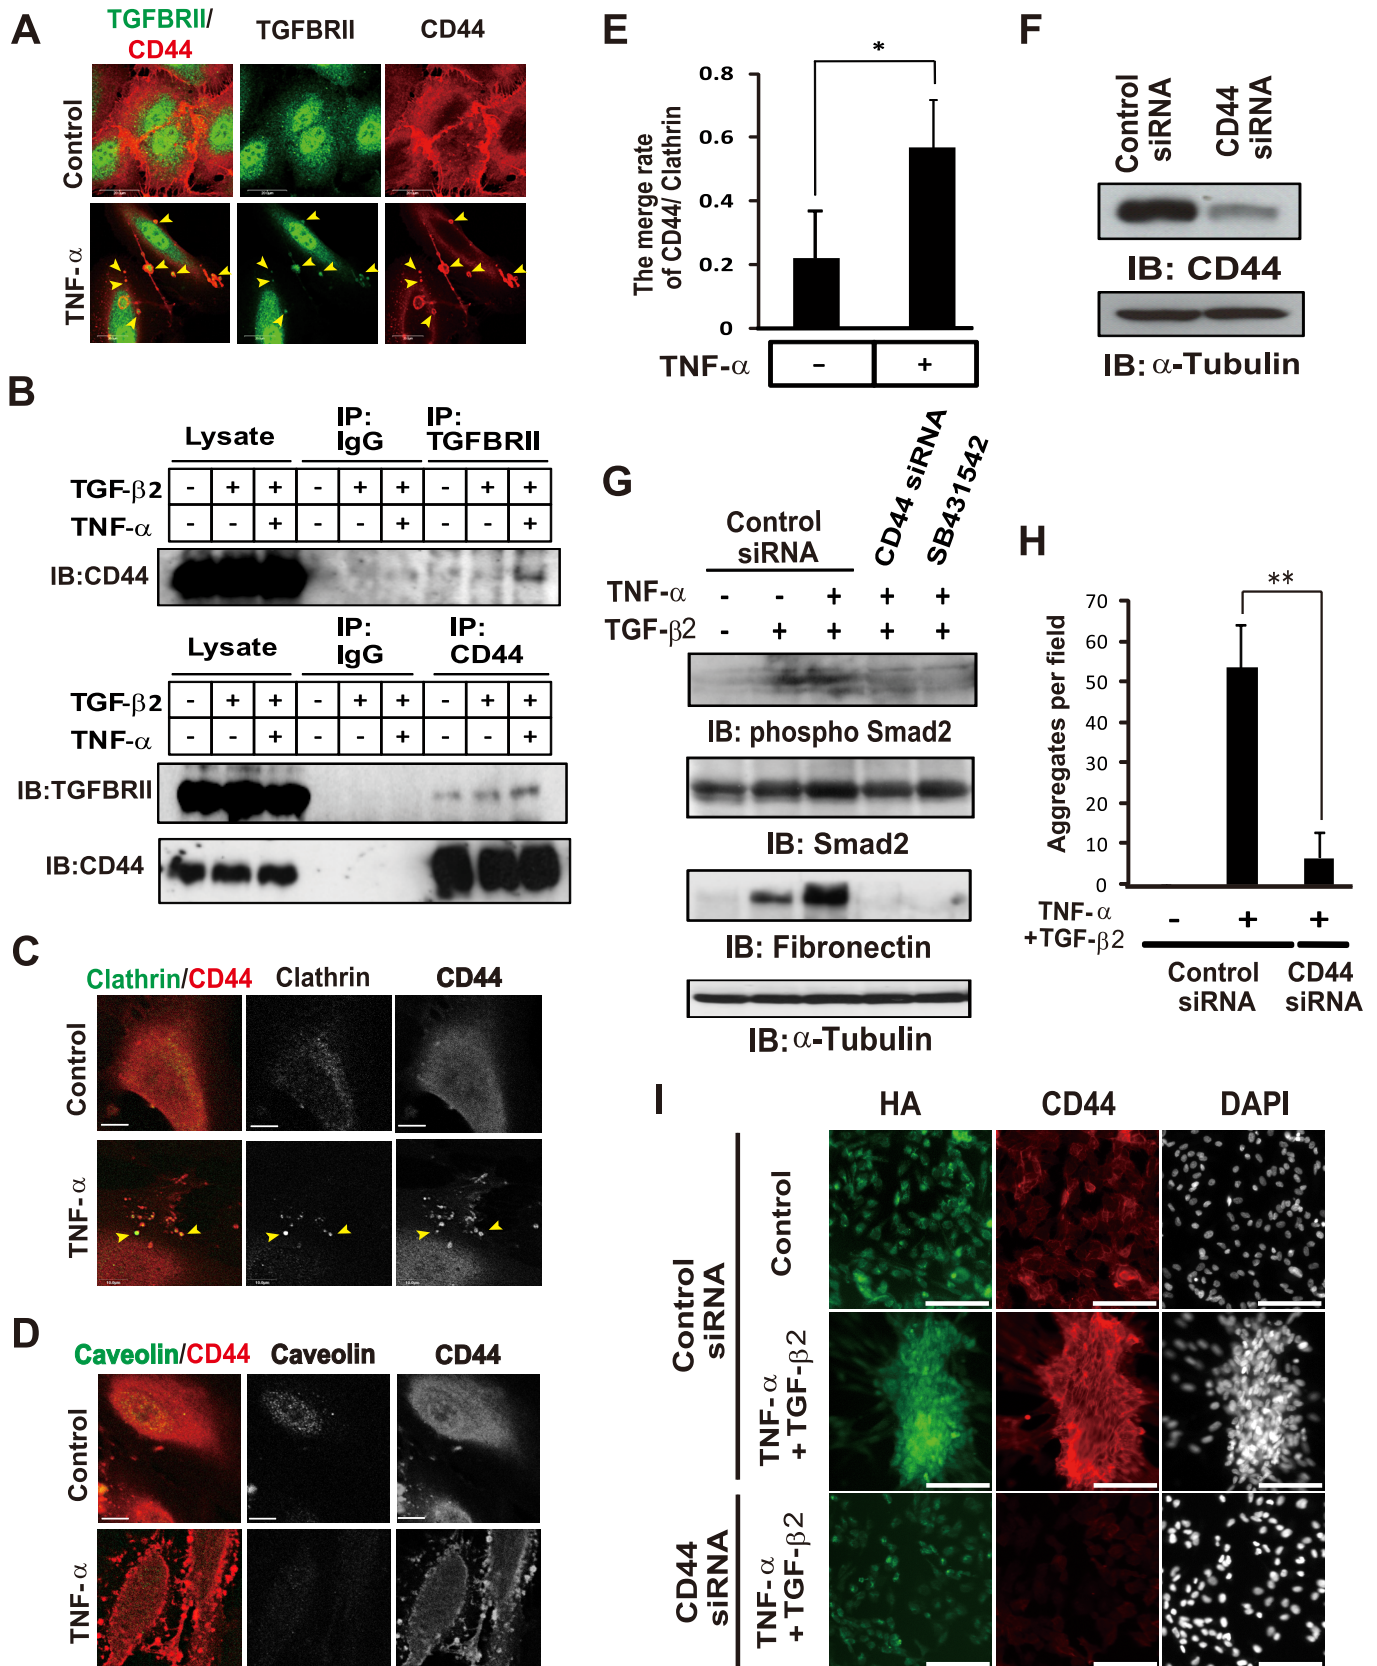 A
TGFBRII/
CD44
TGFBRII
CD44
Control
TNF-α
B
Lysate
IP:
IgG
IP:
TGFBRII
TGF-β2 - + + - + + - + +
TNF-α - - + - - + - - +
IB:CD44
Lysate
IP:
IgG
IP:
CD44
TGF-β2 - + + - + + - + +
TNF-α - - + - - + - - +
IB:TGFBRII
IB:CD44
C
Clathrin/CD44
Clathrin
CD44
Control
TNF-α
D
Caveolin/CD44
Caveolin
CD44
Control
TNF-α
E
The merge rate
of CD44/ Clathrin
0.8
0.6
0.4
0.2
0
*
TNF-α - +
F
Control
siRNA
CD44
siRNA
IB: CD44
IB: α-Tubulin
G
Control
siRNA
CD44 siRNA
SB431542
TNF-α - - + + +
TGF-β2 - + + + +
IB: phospho Smad2
IB: Smad2
IB: Fibronectin
IB: α-Tubulin
H
Aggregates per field
70
60
50
40
30
20
10
0
**
TNF-α
+TGF-β2 - + +
Control
siRNA
CD44
siRNA
I
HA
CD44
DAPI
Control
siRNA
Control
TNF-α
+ TGF-β2
CD44
siRNA
TNF-α
+ TGF-β2